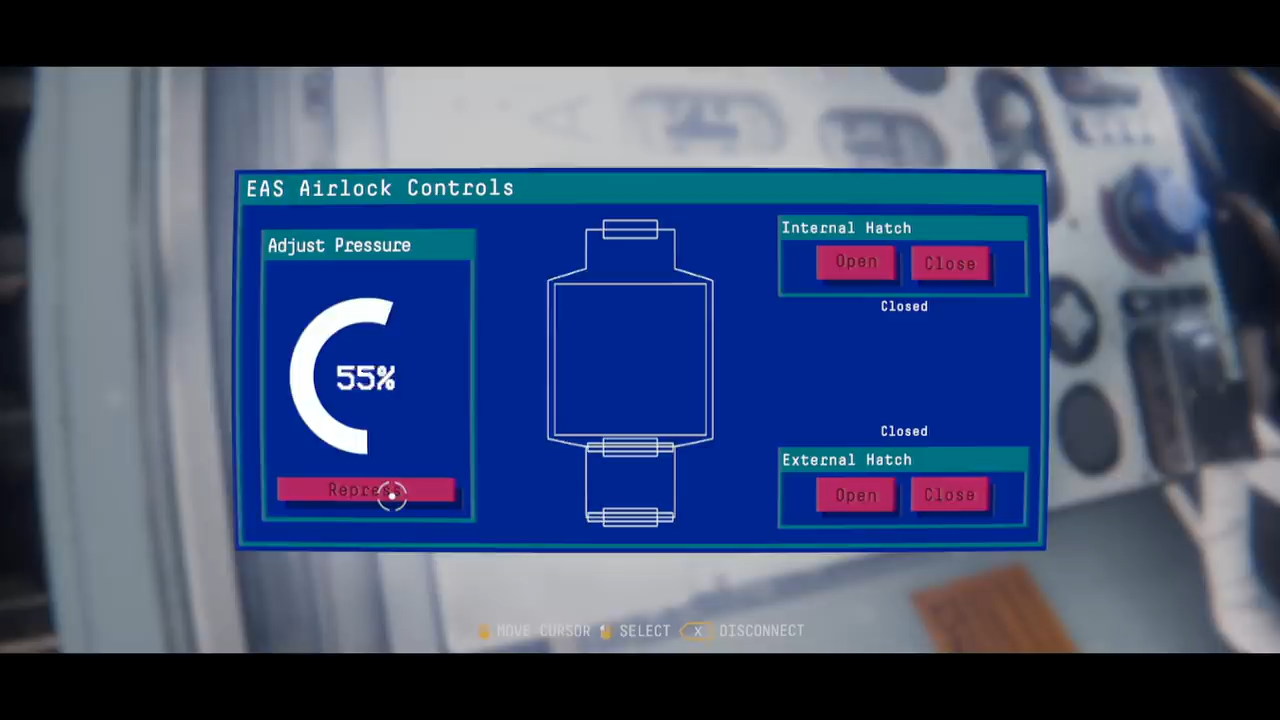 EAS Airlock Controls
Adjust Pressure
55%
Repress
Internal Hatch
Open Close
Closed
Closed
External Hatch
Open Close
MOVE CURSOR SELECT X DISCONNECT